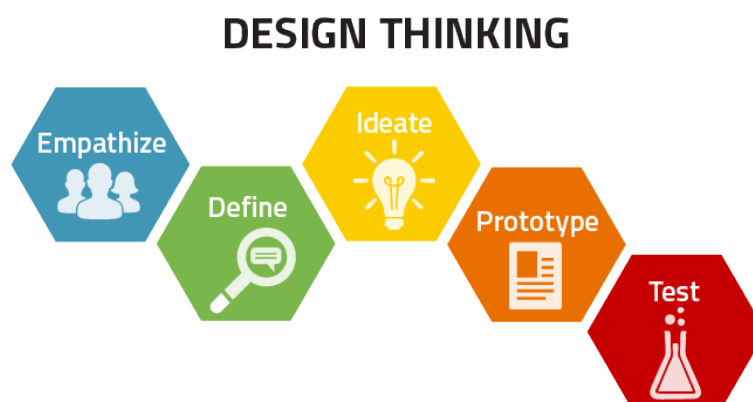 DESIGN THINKING
Empathize
Define
Ideate
Prototype
Test